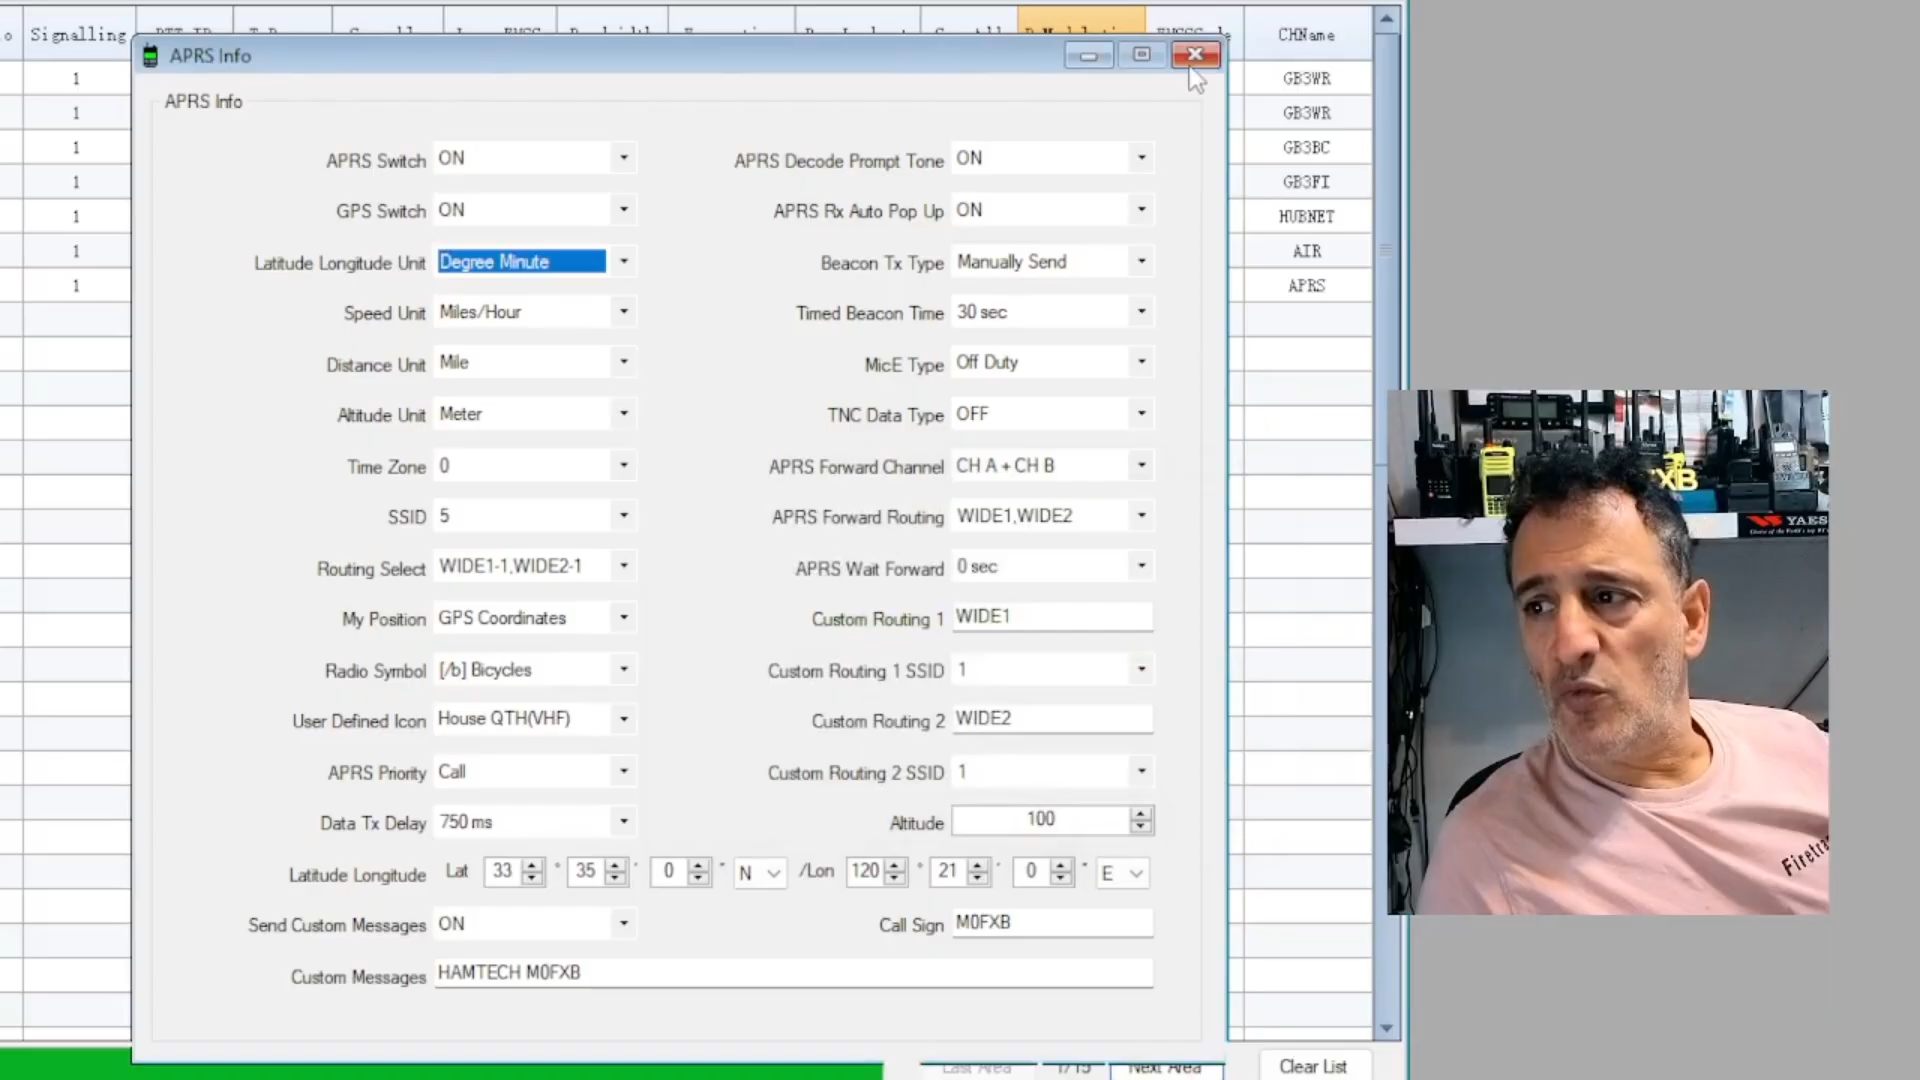 Signalling
CHName
APRS Info
APRS Info
1 GB3WR
1 GB3WR
1 GB3BC
1 GB3FI
1 HUBNET
1 AIR
1 APRS
APRS Switch ON
APRS Decode Prompt Tone ON
GPS Switch ON
APRS Rx Auto Pop Up ON
Latitude Longitude Unit Degree Minute
Beacon Tx Type Manually Send
Speed Unit Miles/Hour
Timed Beacon Time 30 sec
Distance Unit Mile
MicE Type Off Duty
Altitude Unit Meter
TNC Data Type OFF
Time Zone 0
APRS Forward Channel CH A + CH B
SSID 5
APRS Forward Routing WIDE1,WIDE2
Routing Select WIDE1-1,WIDE2-1
APRS Wait Forward 0 sec
My Position GPS Coordinates
Custom Routing 1 WIDE1
Radio Symbol [/b] Bicycles
Custom Routing 1 SSID 1
User Defined Icon House QTH(VHF)
Custom Routing 2 WIDE2
APRS Priority Call
Custom Routing 2 SSID 1
Data Tx Delay 750 ms
Altitude 100
Latitude Longitude Lat 33 ° 35 ' 0 " N /Lon 120 ° 21 ' 0 " E
Send Custom Messages ON
Call Sign M0FXB
Custom Messages HAMTECH M0FXB
Last Area 1/15 Next Area
Clear List
XB
YAES
Firetra